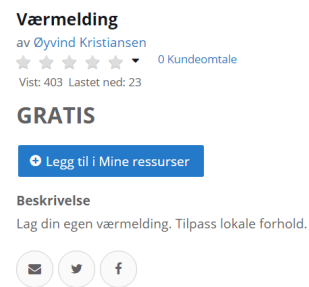 Værmelding
av Øyvind Kristiansen
0 Kundeomtale
Vist: 403 Lastet ned: 23
GRATIS
Legg til i Mine ressurser
Beskrivelse
Lag din egen værmelding. Tilpass lokale forhold.